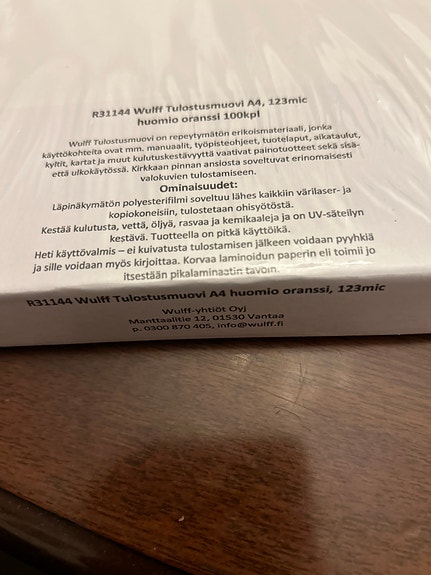 R31144 Wulff Tulostusmuovi A4, 123mic
huomio oranssi 100kpl
Wulff Tulostusmuovi on repeytymätön erikoismateriaali, jonka
käyttökohteita ovat mm. manuaalit, työpisteohjeet, tuoteloput, aikataulut,
kyltit, kartat ja muut kulutuskestävyyttä vaativat painotuotteet sekä sisä-
että ulkokäytössä. Kirkkaan pinnan ansiosta soveltuvat erinomaisesti
valokuvien tulostamiseen.
Ominaisuudet:
Läpinäkymätön polyesterifilmi soveltuu lähes kaikkiin värilaser- ja
kopiokoneisiin, tulostetaan ohisyötöstä.
Kestää kulutusta, vettä, öljyä, rasvaa ja kemikaaleja ja on UV-säteilyn
kestävä. Tuotteella on pitkä käyttöikä.
Heti käyttövalmis – ei kuivatusta tulostamisen jälkeen voidaan pyyhkiä
ja sille voidaan myös kirjoittaa. Korvaa laminoidun paperin eli toimii jo
itsestään pikalaminaatin tavoin.
R31144 Wulff Tulostusmuovi A4 huomio oranssi, 123mic
Wulff-yhtiöt Oyj
Manttaalitie 12, 01530 Vantaa
p. 0300 870 405, info@wulff.fi